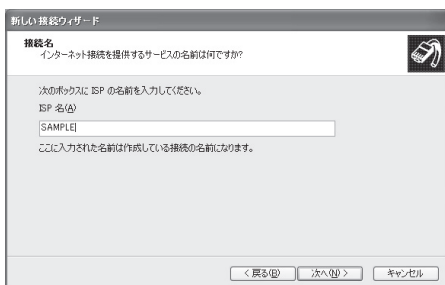 新しい接続ウィザード
接続名
インターネット接続を提供するサービスの名前は何ですか?
次のボックスに ISP の名前を入力してください。
ISP 名(A)
SAMPLE
ここに入力された名前は作成している接続の名前になります。
< 戻る(B)
次へ(N) >
キャンセル